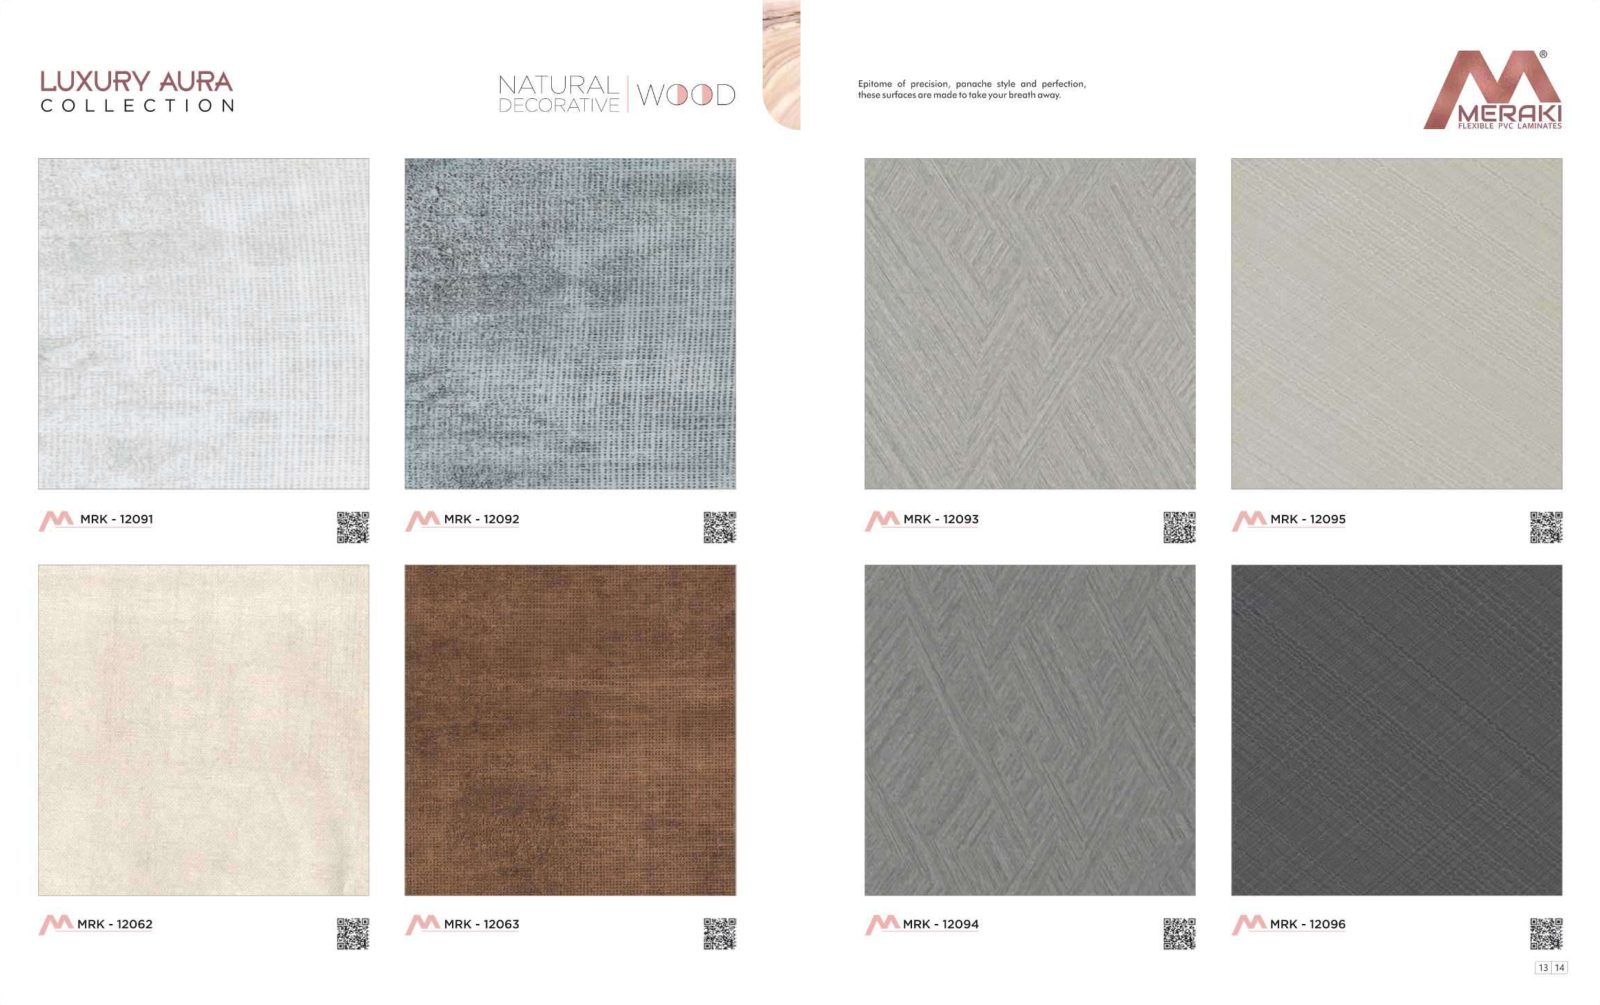 LUXURY AURA
COLLECTION
NATURAL
DECORATIVE
WOOD
Epitome of precision, panache style and perfection,
these surfaces are made to take your breath away.
®
MERAKI
FLEXIBLE PVC LAMINATES
MRK - 12091
MRK - 12092
MRK - 12093
MRK - 12095
MRK - 12062
MRK - 12063
MRK - 12094
MRK - 12096
13 14